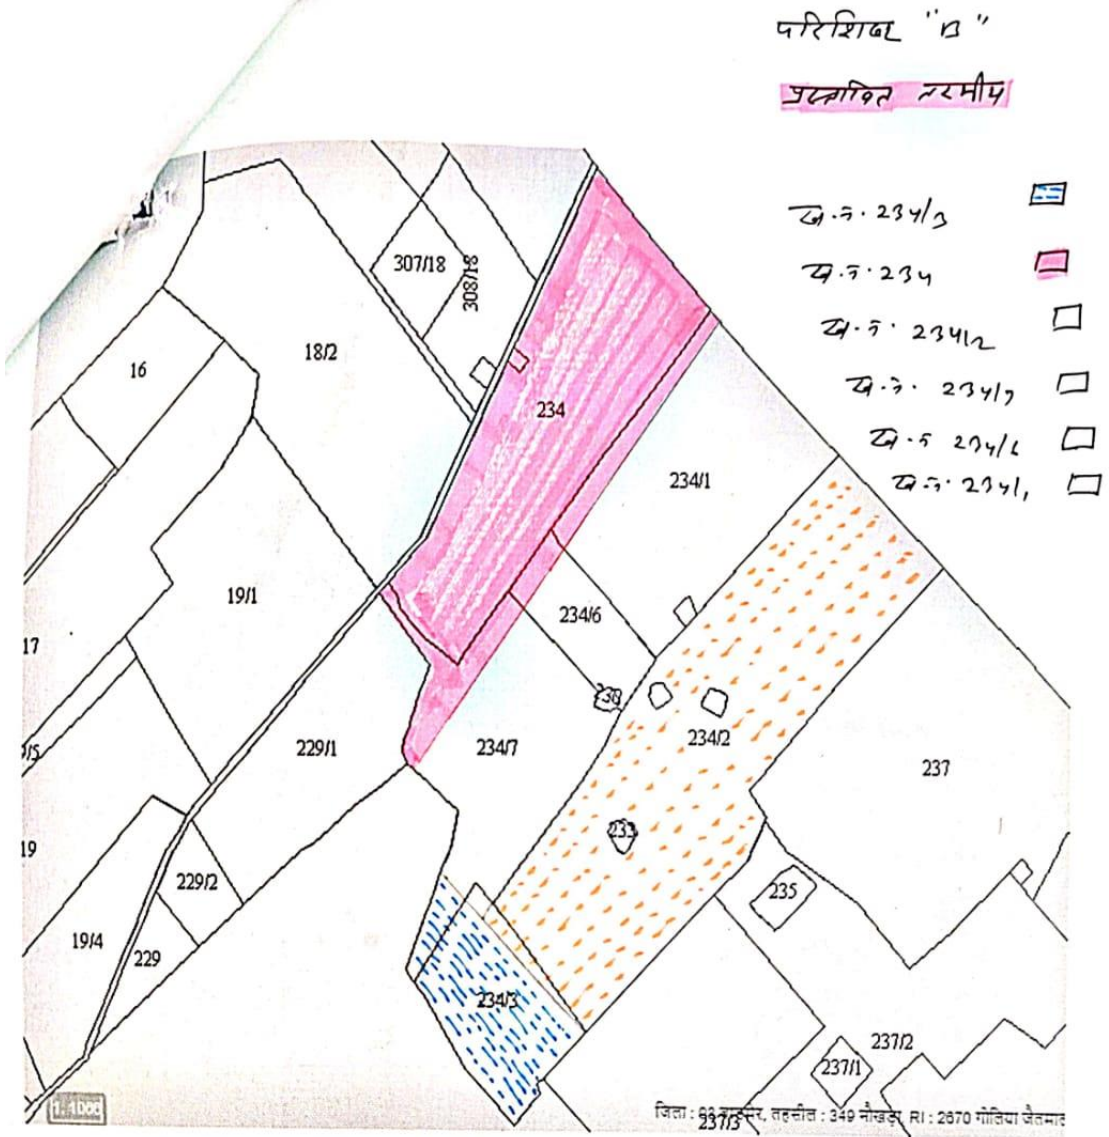 परिशिष्ट "B"
प्रस्तावित तरमीम
ख.नं. 234/3
ख.नं. 234
ख.नं. 234/2
ख.नं. 234/7
ख.नं. 234/6
ख.नं. 234/1
307/18
308/18
18/2
16
234
234/1
19/1
234/6
17
229/1
234/7
234/2
237
233
19
229/2
235
19/4
229
234/3
237/2
237/1
1:1000
जिला : 93 बाड़मेर, तहसील : 349 नौखड़ा, RI : 2670 गोलिया जैतमाल
237/3